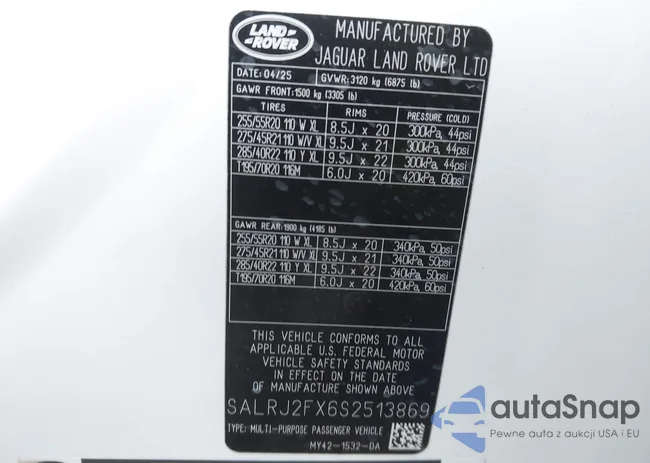 LAND ROVER
MANUFACTURED BY
JAGUAR LAND ROVER LTD
DATE: 04/25 GVWR: 3120 kg (6875 lb)
GAWR FRONT: 1500 kg (3305 lb)
TIRES RIMS PRESSURE (COLD)
255/55R20 110 W XL 8.5J x 20 300kPa, 44psi
275/45R21 110 W/V XL 9.5J x 21 300kPa, 44psi
285/40R22 110 Y XL 9.5J x 22 300kPa, 44psi
T195/70R20 116M 6.0J x 20 420kPa, 60psi
GAWR REAR: 1900 kg (4185 lb)
255/55R20 110 W XL 8.5J x 20 340kPa, 50psi
275/45R21 110 W/V XL 9.5J x 21 340kPa, 50psi
285/40R22 110 Y XL 9.5J x 22 340kPa, 50psi
T195/70R20 116M 6.0J x 20 420kPa, 60psi
THIS VEHICLE CONFORMS TO ALL
APPLICABLE U.S. FEDERAL MOTOR
VEHICLE SAFETY STANDARDS
IN EFFECT ON THE DATE OF
MANUFACTURE SHOWN ABOVE
SALRJ2FX6S2513869
TYPE: MULTI-PURPOSE PASSENGER VEHICLE
MY42-1532-DA
autoSnap
Pewne auta z aukcji USA i EU